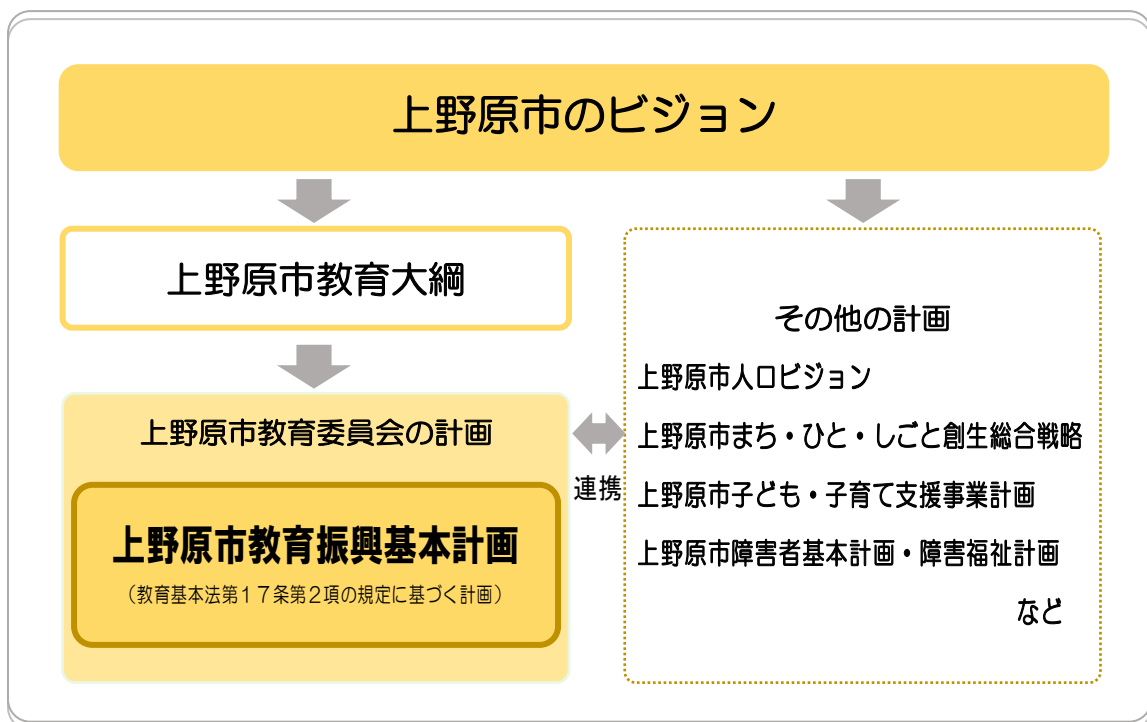 上野原市のビジョン
上野原市教育大綱
上野原市教育委員会の計画
上野原市教育振興基本計画
（教育基本法第１７条第２項の規定に基づく計画）
連携
その他の計画
上野原市人口ビジョン
上野原市まち・ひと・しごと創生総合戦略
上野原市子ども・子育て支援事業計画
上野原市障害者基本計画・障害福祉計画
など